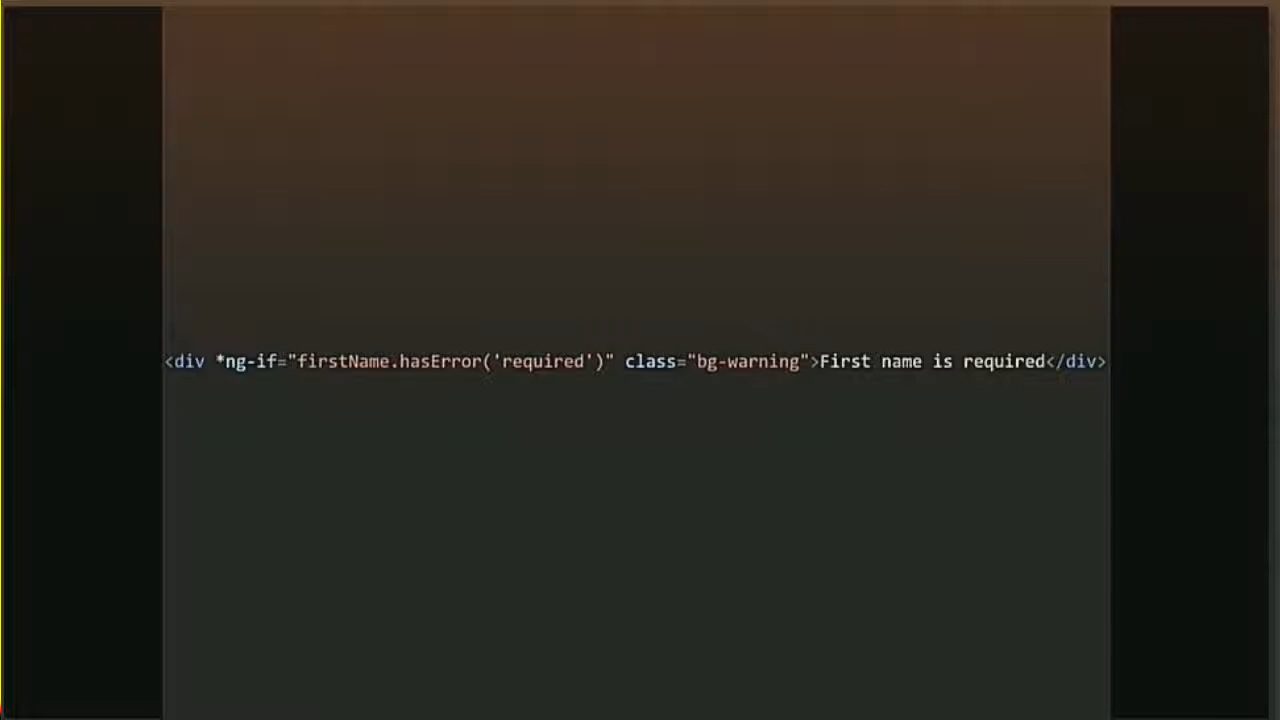 <div *ng-if="firstName.hasError('required')" class="bg-warning">First name is required</div>